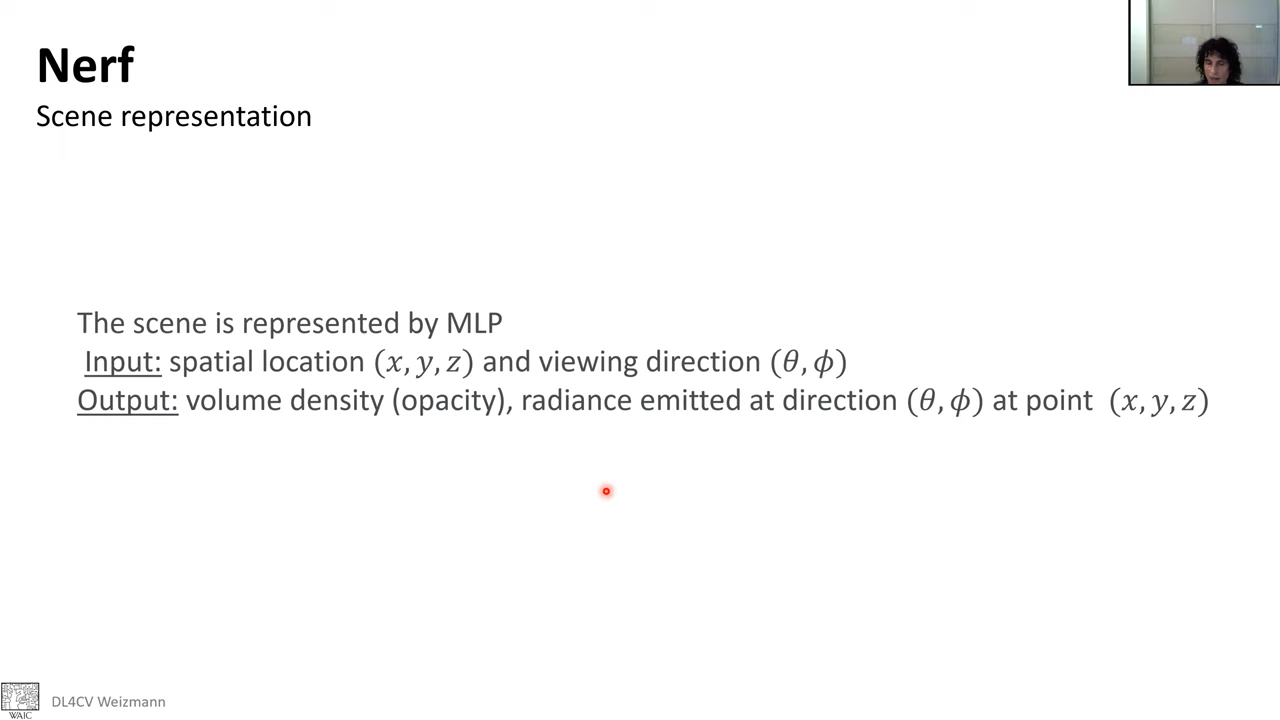 Nerf
Scene representation
The scene is represented by MLP
Input: spatial location (x, y, z) and viewing direction (θ, ϕ)
Output: volume density (opacity), radiance emitted at direction (θ, ϕ) at point (x, y, z)
WAIC
DL4CV Weizmann